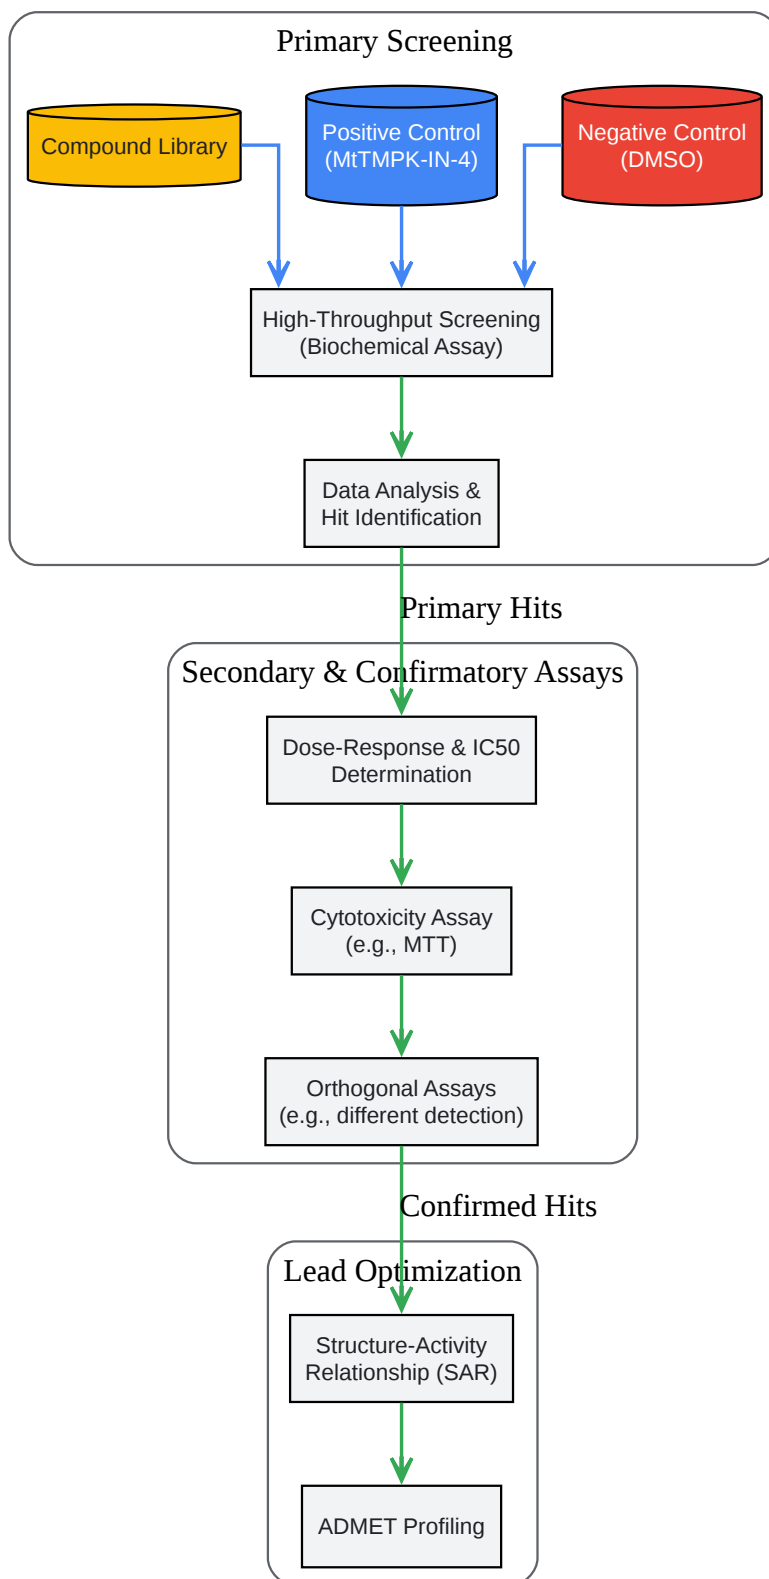 Primary Screening
Compound Library
Positive Control
(MtTMPK-IN-4)
Negative Control
(DMSO)
High-Throughput Screening
(Biochemical Assay)
Data Analysis &
Hit Identification
Primary Hits
Secondary & Confirmatory Assays
Dose-Response & IC50
Determination
Cytotoxicity Assay
(e.g., MTT)
Orthogonal Assays
(e.g., different detection)
Confirmed Hits
Lead Optimization
Structure-Activity
Relationship (SAR)
ADMET Profiling